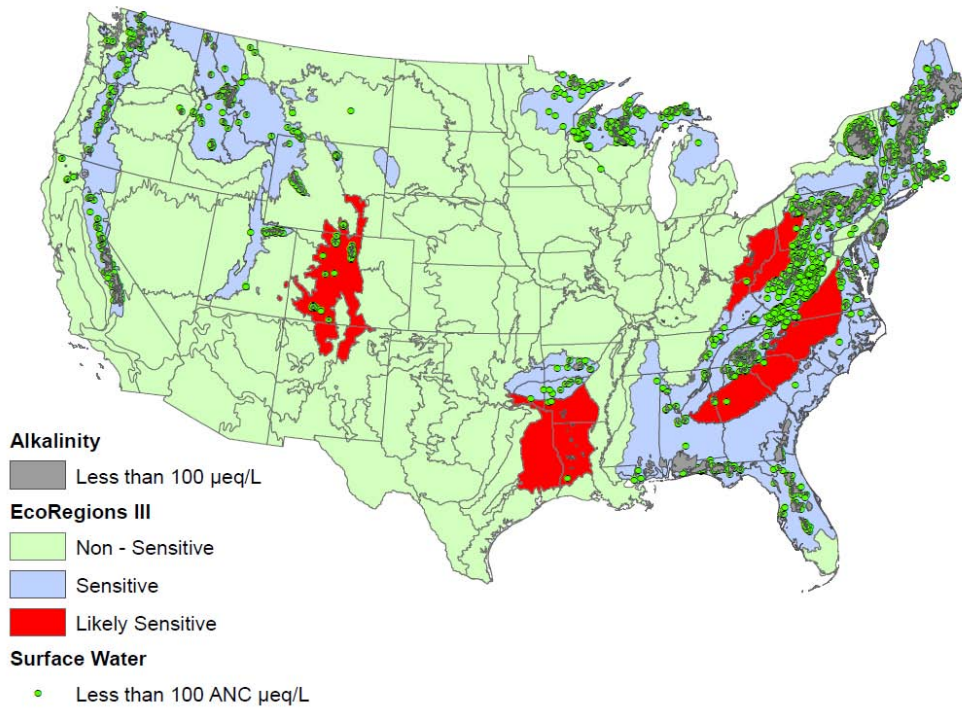 Alkalinity
Less than 100 µeq/L
EcoRegions III
Non - Sensitive
Sensitive
Likely Sensitive
Surface Water
Less than 100 ANC µeq/L